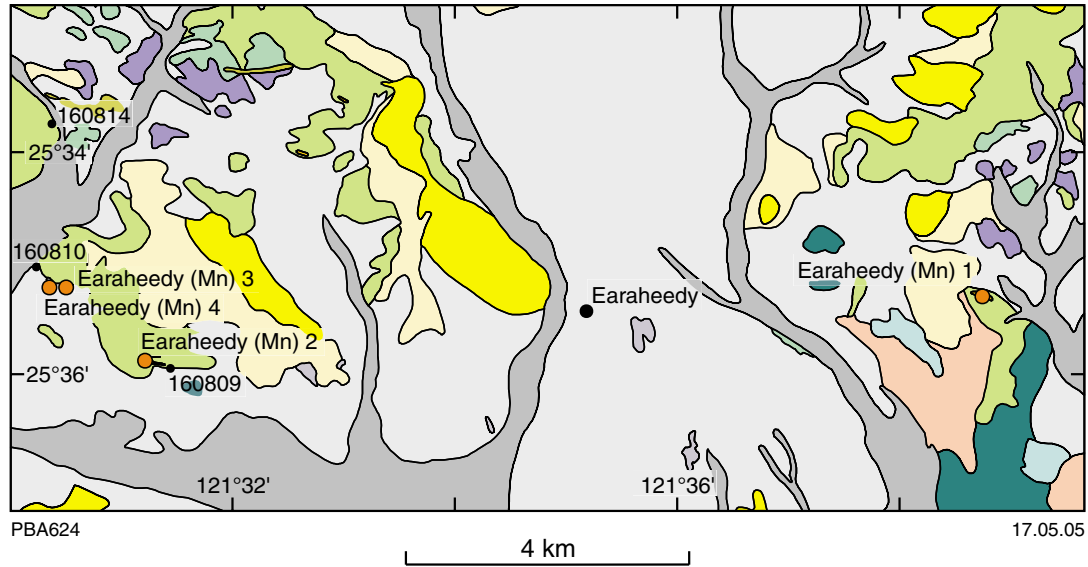 160814
25°34'
160810
Earaheedy (Mn) 3
Earaheedy (Mn) 1
Earaheedy
Earaheedy (Mn) 4
Earaheedy (Mn) 2
25°36'
160809
121°32'
121°36'
PBA624
17.05.05
4 km